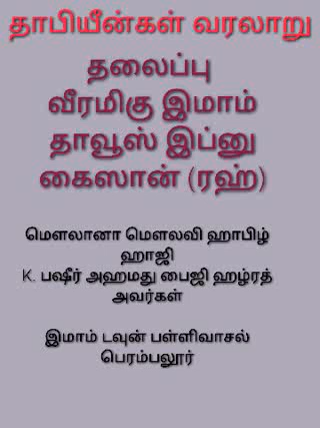 தாபியீன்கள் வரலாறு
தலைப்பு
வீரமிகு இமாம்
தாவூஸ் இப்னு
கைஸான் (ரஹ்)
மௌலானா மௌலவி ஹாபிழ்
ஹாஜி
K. பஷீர் அஹமது பைஜி ஹழ்ரத்
அவர்கள்
இமாம் டவுன் பள்ளிவாசல்
பெரம்பலூர்